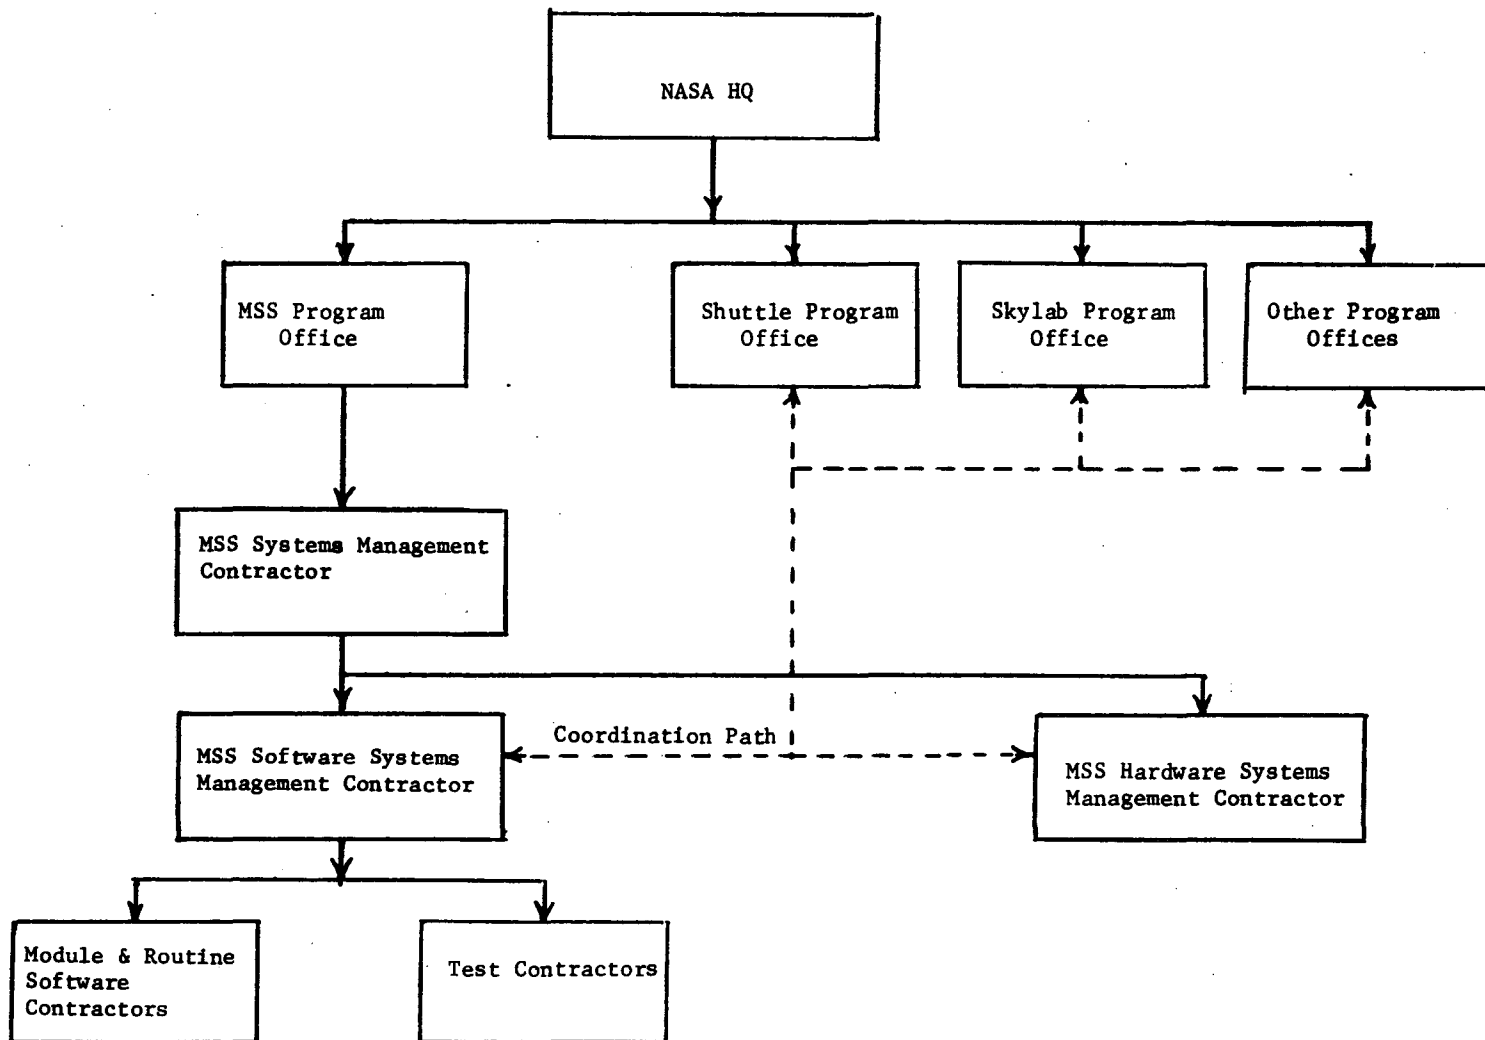 NASA HQ
MSS Program
Office
Shuttle Program
Office
Skylab Program
Office
Other Program
Offices
MSS Systems Management
Contractor
Coordination Path
MSS Software Systems
Management Contractor
MSS Hardware Systems
Management Contractor
Module & Routine
Software
Contractors
Test Contractors